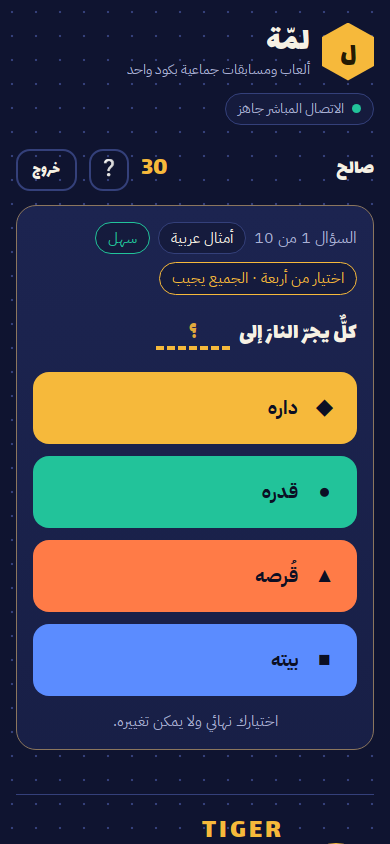 ل
لمّة
ألعاب ومسابقات جماعية بكود واحد
الاتصال المباشر جاهز
صالح
30
؟
خروج
السؤال 1 من 10
أمثال عربية
سهل
اختيار من أربعة · الجميع يجيب
كلٌّ يجرّ النارَ إلى ؟
داره
قدره
قُرصه
بيته
اختيارك نهائي ولا يمكن تغييره.
TIGER